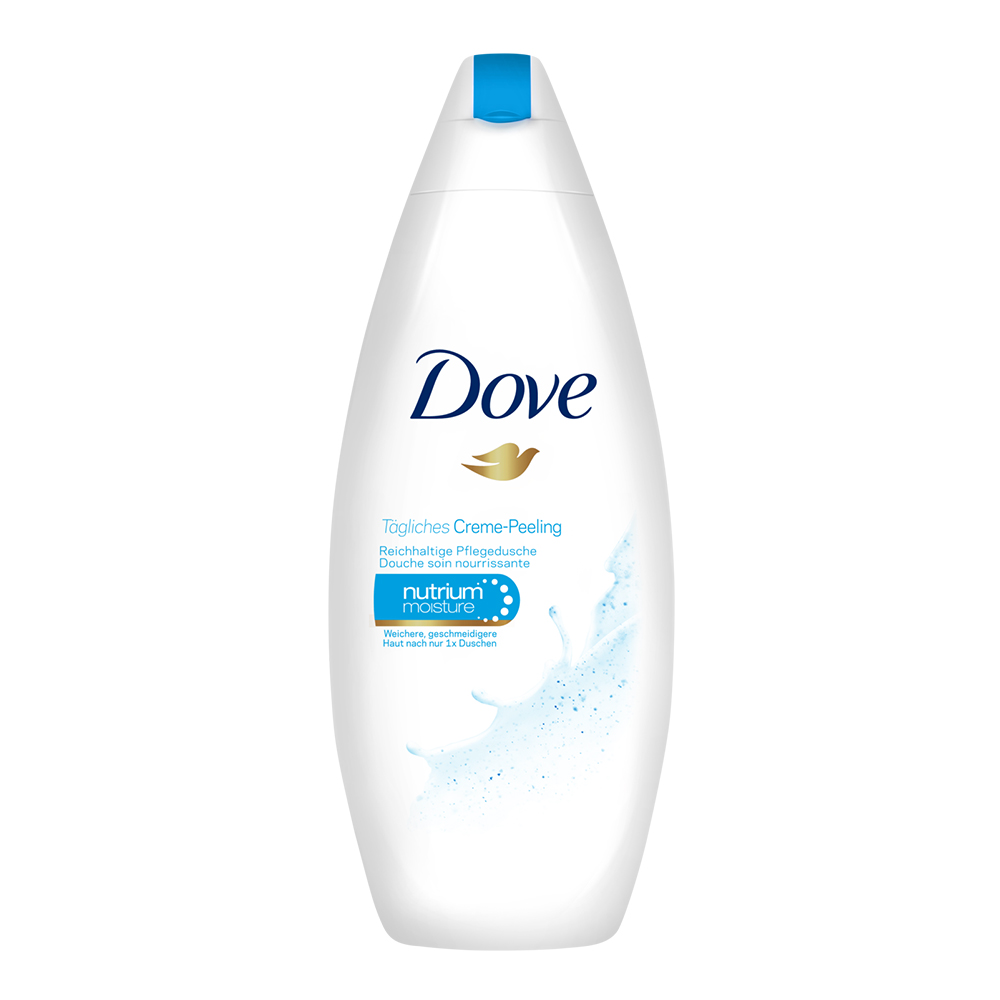 Dove
Tägliches Creme-Peeling
Reichhaltige Pflegedusche
Douche soin nourrissante
nutrium
moisture
Weichere, geschmeidigere
Haut nach nur 1x Duschen